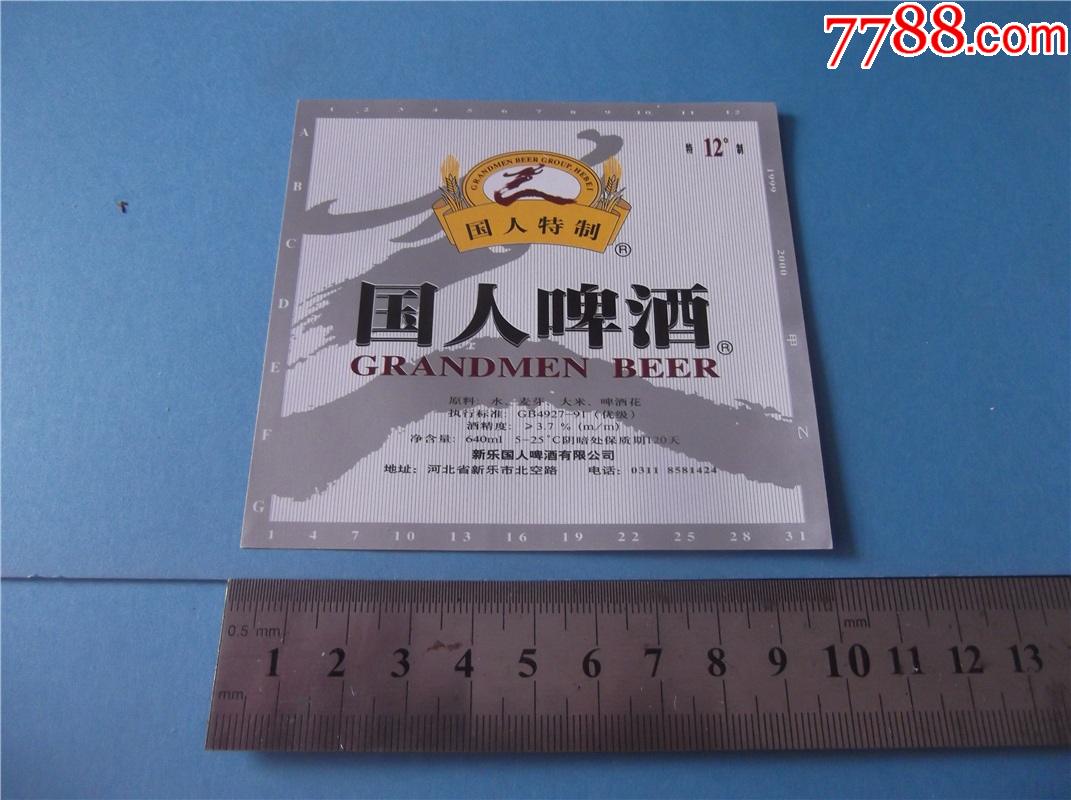 7788.com
1 2 3 4 5 6 7 8 9 10 11 12
A
B
C
D
E
F
G
特 12° 制
1999
2000
甲
乙
GRANDMEN BEER GROUP, HEBEI
国人特制
®
国人啤酒®
GRANDMEN BEER
原料: 水、麦芽、大米、啤酒花
执行标准: GB4927-91 (优级)
酒精度: ≥3.7 % (m/m)
净含量: 640ml 5-25°C阴暗处保质期120天
新乐国人啤酒有限公司
地址: 河北省新乐市北空路 电话: 0311 8581424
1 4 7 10 13 16 19 22 25 28 31
0.5 mm
mm
1 2 3 4 5 6 7 8 9 10 11 12 13
mm